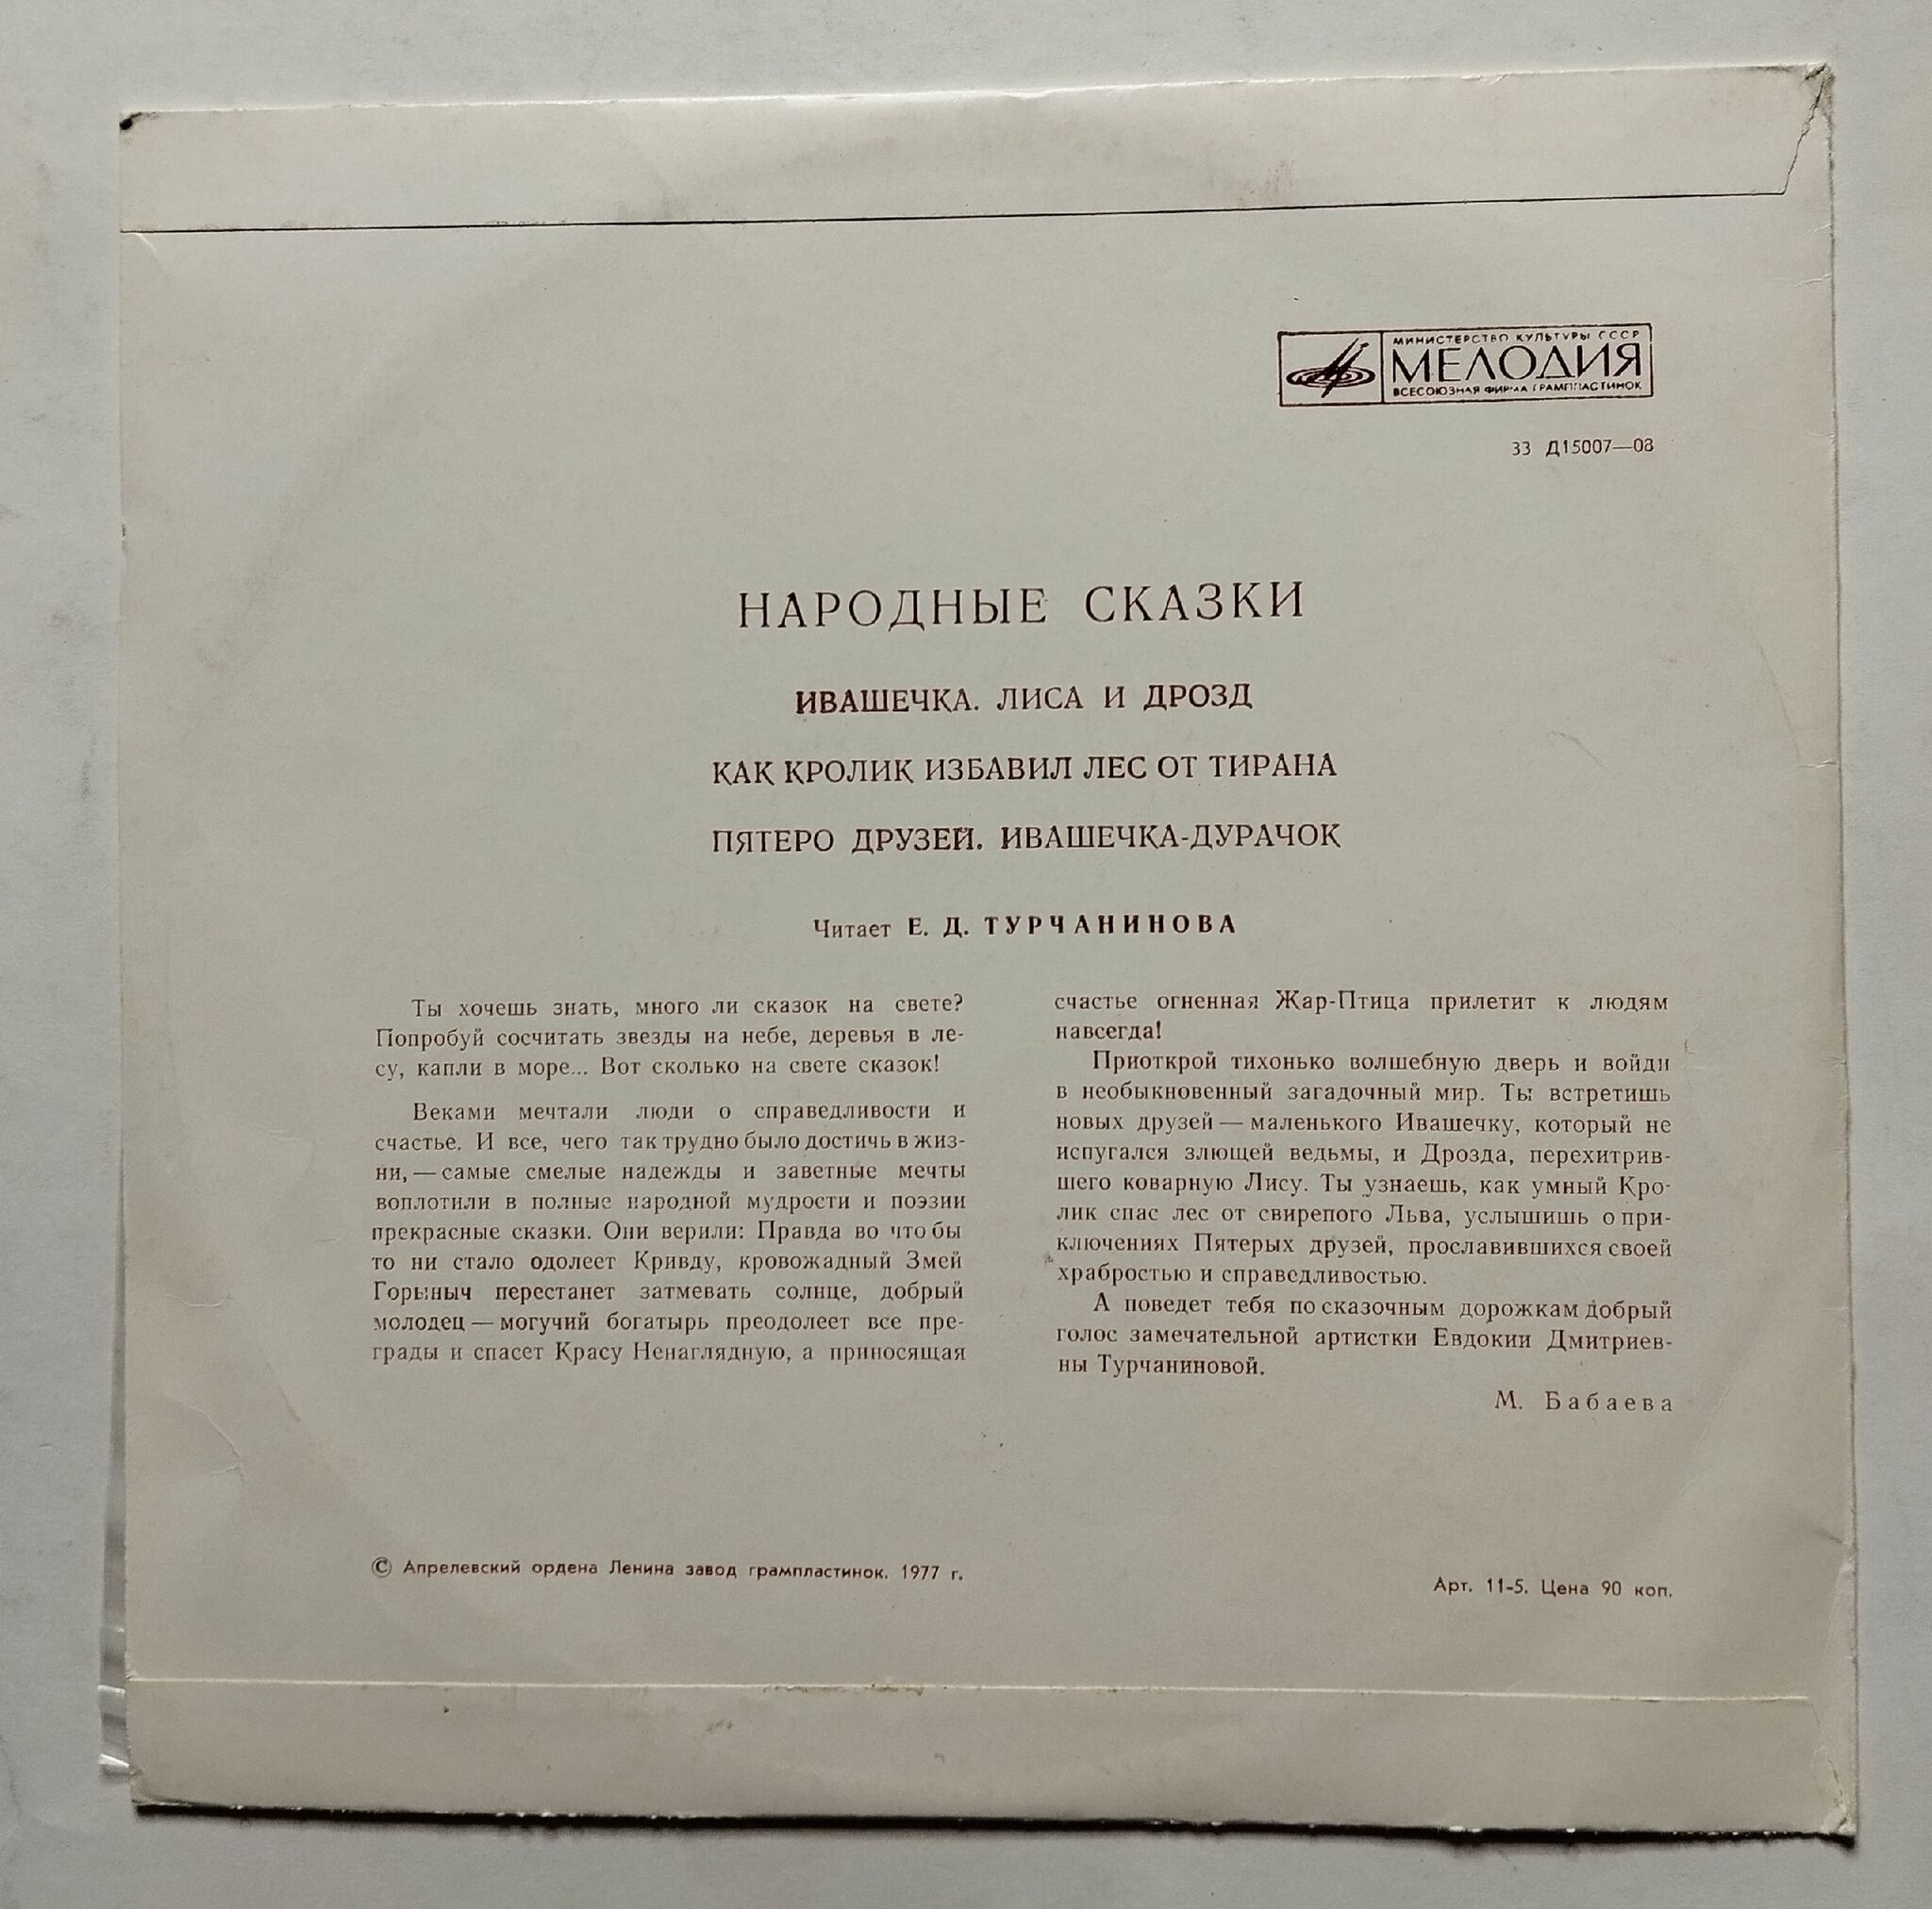 МИНИСТЕРСТВО КУЛЬТУРЫ СССР
МЕЛОДИЯ
ВСЕСОЮЗНАЯ ФИРМА ГРАМПЛАСТИНОК
33 Д15007—08
НАРОДНЫЕ СКАЗКИ
ИВАШЕЧКА. ЛИСА И ДРОЗД
КАК КРОЛИК ИЗБАВИЛ ЛЕС ОТ ТИРАНА
ПЯТЕРО ДРУЗЕЙ. ИВАШЕЧКА-ДУРАЧОК
Читает Е. Д. ТУРЧАНИНОВА
Ты хочешь знать, много ли сказок на свете?
Попробуй сосчитать звезды на небе, деревья в ле-
су, капли в море... Вот сколько на свете сказок!
Веками мечтали люди о справедливости и
счастье. И все, чего так трудно было достичь в жиз-
ни, — самые смелые надежды и заветные мечты
воплотили в полные народной мудрости и поэзии
прекрасные сказки. Они верили: Правда во что бы
то ни стало одолеет Кривду, кровожадный Змей
Горыныч перестанет затмевать солнце, добрый
молодец — могучий богатырь преодолеет все пре-
грады и спасет Красу Ненаглядную, а приносящая
счастье огненная Жар-Птица прилетит к людям
навсегда!
Приоткрой тихонько волшебную дверь и войди
в необыкновенный загадочный мир. Ты встретишь
новых друзей — маленького Ивашечку, который не
испугался злющей ведьмы, и Дрозда, перехитрив-
шего коварную Лису. Ты узнаешь, как умный Кро-
лик спас лес от свирепого Льва, услышишь о при-
ключениях Пятерых друзей, прославившихся своей
храбростью и справедливостью.
А поведет тебя по сказочным дорожкам добрый
голос замечательной артистки Евдокии Дмитриев-
ны Турчаниновой.
М. Бабаева
© Апрелевский ордена Ленина завод грампластинок. 1977 г.
Арт. 11-5. Цена 90 коп.